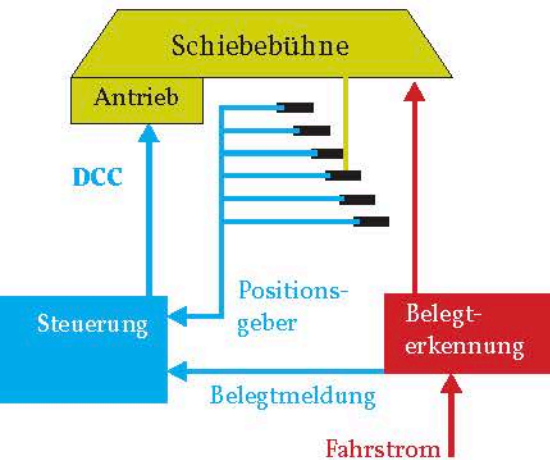 Schiebebühne
Antrieb
DCC
Positions-
geber
Steuerung
Belegt-
erkennung
Belegtmeldung
Fahrstrom